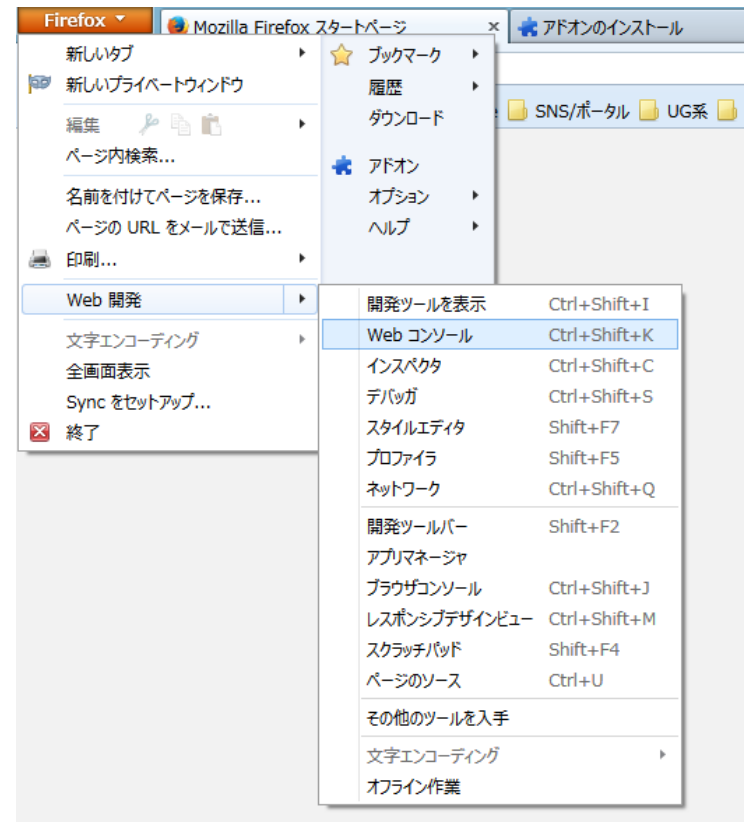 Firefox
Mozilla Firefox スタートページ ×
アドオンのインストール
新しいタブ
新しいプライベートウィンドウ
編集
ページ内検索...
名前を付けてページを保存...
ページの URL をメールで送信...
印刷...
Web 開発
文字エンコーディング
全画面表示
Sync をセットアップ...
終了
ブックマーク
履歴
ダウンロード
アドオン
オプション
ヘルプ
SNS/ポータル
UG系
開発ツールを表示 Ctrl+Shift+I
Web コンソール Ctrl+Shift+K
インスペクタ Ctrl+Shift+C
デバッガ Ctrl+Shift+S
スタイルエディタ Shift+F7
プロファイラ Shift+F5
ネットワーク Ctrl+Shift+Q
開発ツールバー Shift+F2
アプリマネージャ
ブラウザコンソール Ctrl+Shift+J
レスポンシブデザインビュー Ctrl+Shift+M
スクラッチパッド Shift+F4
ページのソース Ctrl+U
その他のツールを入手
文字エンコーディング
オフライン作業